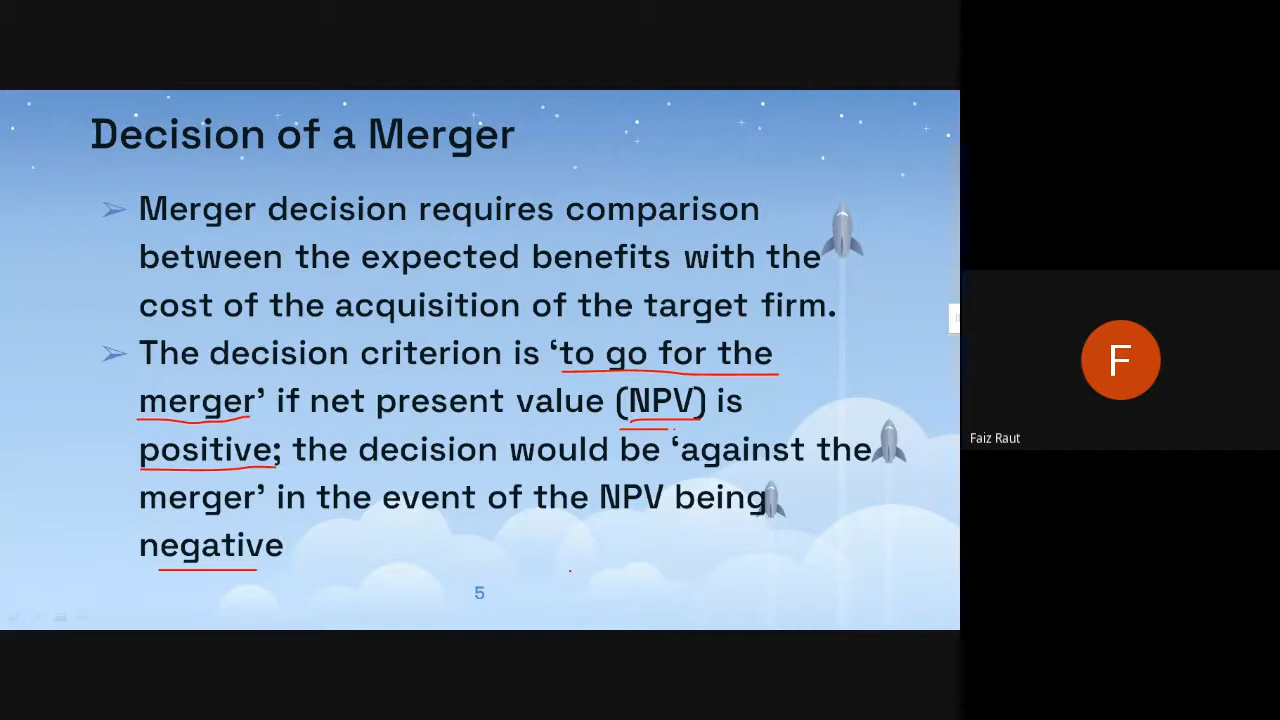 Decision of a Merger
➢ Merger decision requires comparison
between the expected benefits with the
cost of the acquisition of the target firm.
➢ The decision criterion is ‘to go for the
merger’ if net present value (NPV) is
positive; the decision would be ‘against the
merger’ in the event of the NPV being
negative
5
F
Faiz Raut